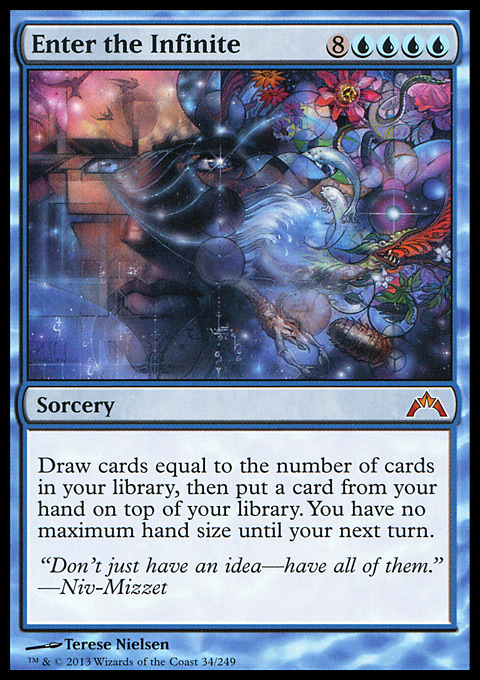 Enter the Infinite 8
Sorcery
Draw cards equal to the number of cards
in your library, then put a card from your
hand on top of your library. You have no
maximum hand size until your next turn.
“Don’t just have an idea—have all of them.”
—Niv-Mizzet
Terese Nielsen
™ & © 2013 Wizards of the Coast 34/249